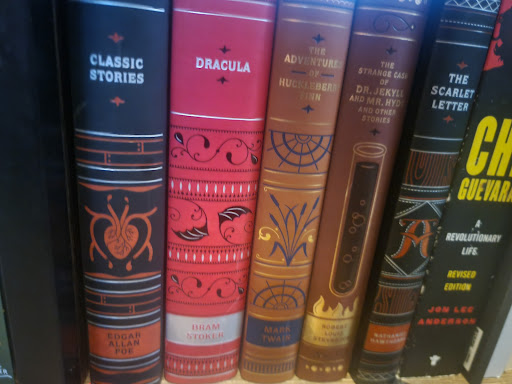 CLASSIC
STORIES
EDGAR
ALLAN
POE
DRACULA
BRAM
STOKER
THE
ADVENTURES
OF
HUCKLEBERRY
FINN
MARK
TWAIN
THE
STRANGE CASE
OF
DR. JEKYLL
AND MR. HYDE
AND OTHER
STORIES
ROBERT
LOUIS
STEVENSON
THE
SCARLET
LETTER
A
NATHANIEL
HAWTHORNE
CHE
GUEVARA
A
REVOLUTIONARY
LIFE
REVISED
EDITION
JON LEE
ANDERSON